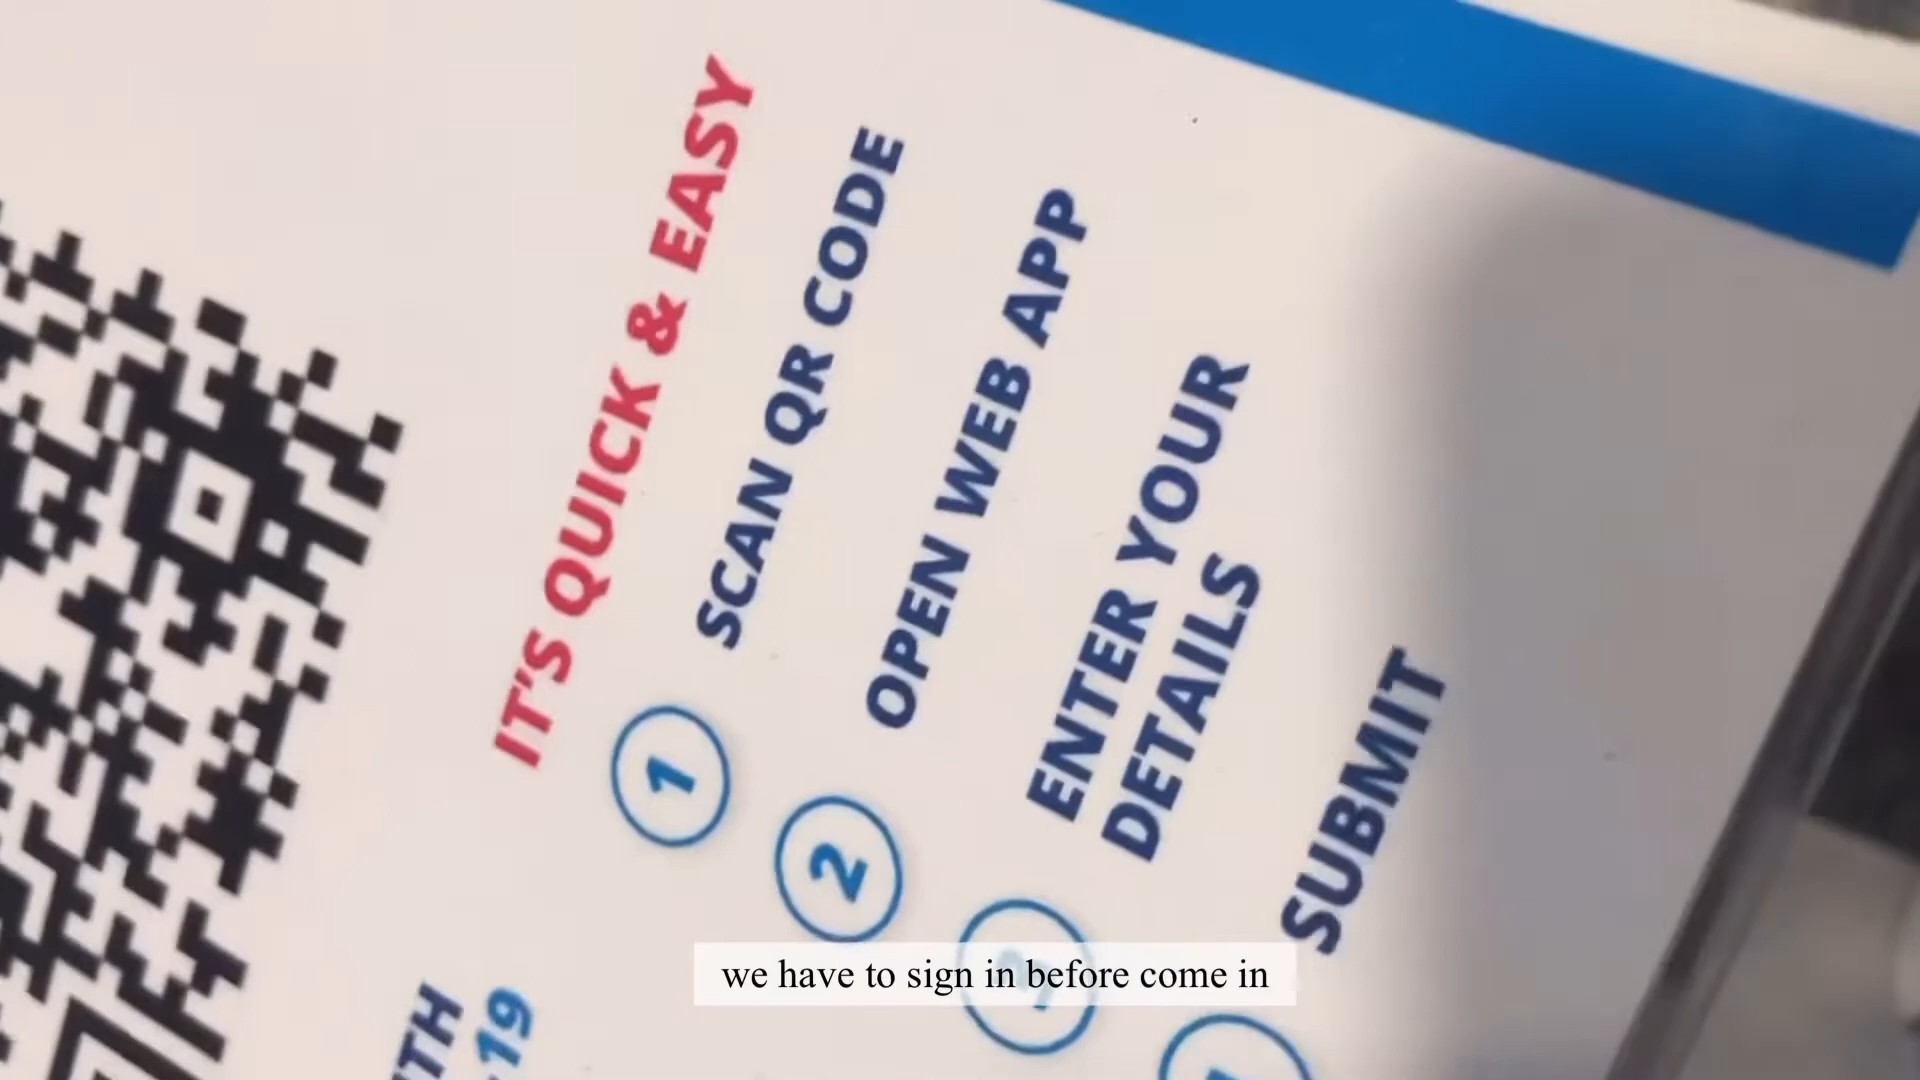 IT'S QUICK & EASY
1 SCAN QR CODE
2 OPEN WEB APP
3 ENTER YOUR
DETAILS
SUBMIT
we have to sign in before come in